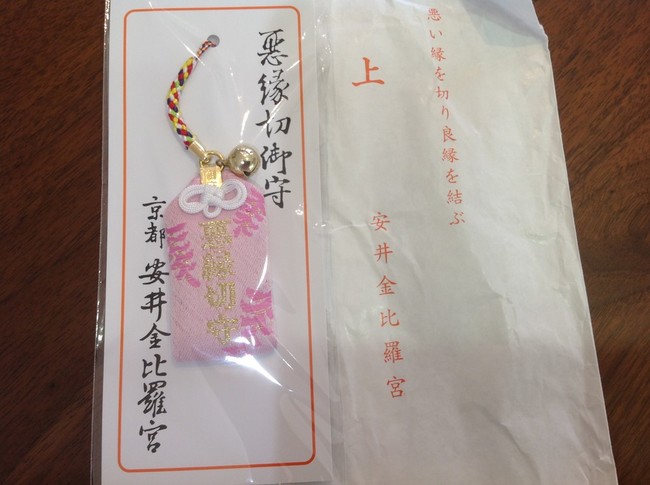 悪い縁を切り良縁を結ぶ
上
安井金比羅宮
悪縁切御守
悪縁切守
京都 安井金比羅宮